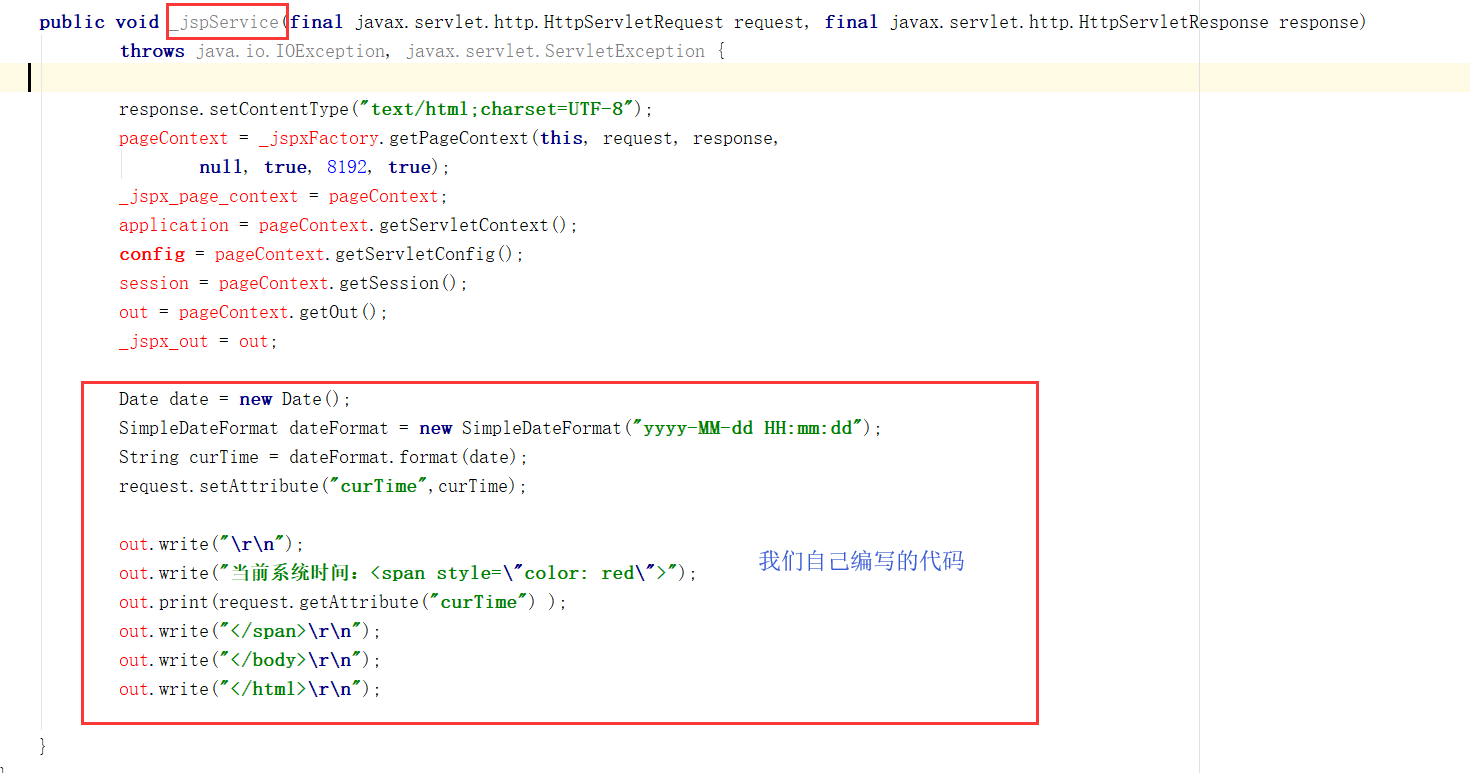 public void _jspService(final javax.servlet.http.HttpServletRequest request, final javax.servlet.http.HttpServletResponse response)
throws java.io.IOException, javax.servlet.ServletException {
response.setContentType("text/html;charset=UTF-8");
pageContext = _jspxFactory.getPageContext(this, request, response,
null, true, 8192, true);
_jspx_page_context = pageContext;
application = pageContext.getServletContext();
config = pageContext.getServletConfig();
session = pageContext.getSession();
out = pageContext.getOut();
_jspx_out = out;
Date date = new Date();
SimpleDateFormat dateFormat = new SimpleDateFormat("yyyy-MM-dd HH:mm:dd");
String curTime = dateFormat.format(date);
request.setAttribute("curTime",curTime);
out.write("\r\n");
out.write("当前系统时间：<span style=\"color: red\">");
out.print(request.getAttribute("curTime") );
out.write("</span>\r\n");
out.write("</body>\r\n");
out.write("</html>\r\n");
我们自己编写的代码
}